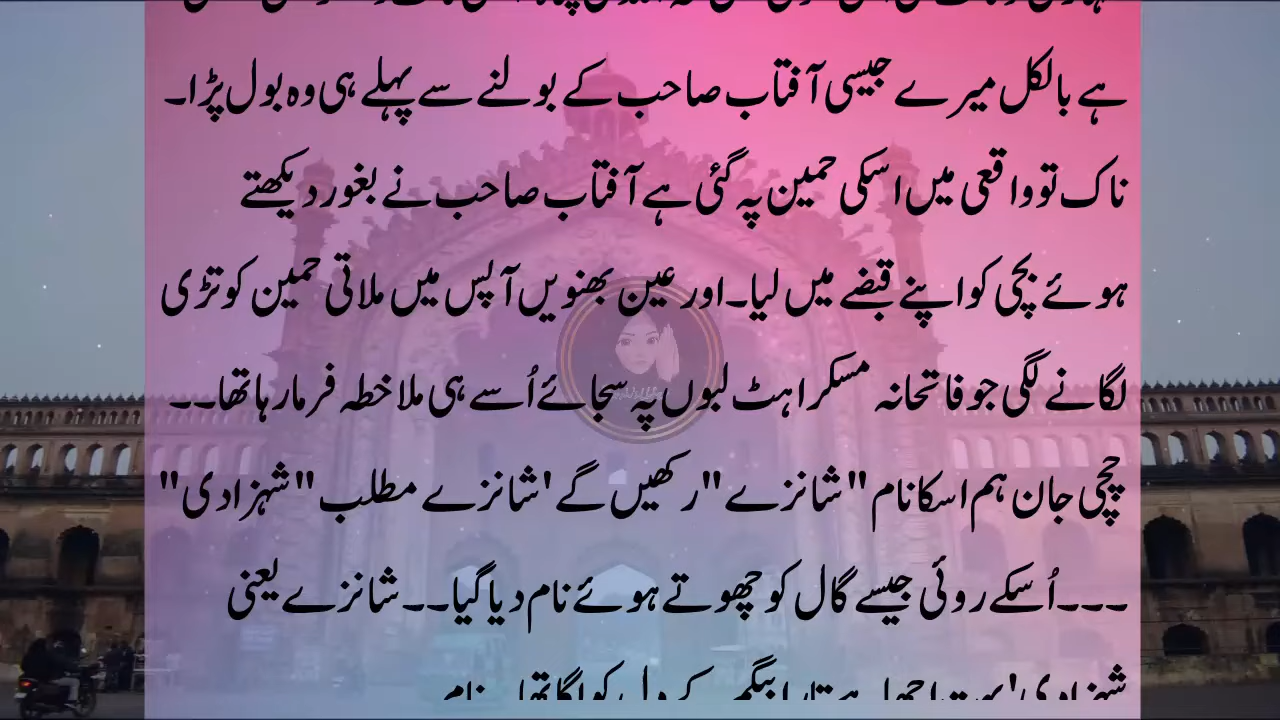 ہے بالکل میرے جیسی آفتاب صاحب کے بولنے سے پہلے ہی وہ بول پڑا۔
ناک تو واقعی میں اسکی حمین پہ گئی ہے آفتاب صاحب نے بغور دیکھتے
ہوئے بچی کو اپنے قبضے میں لیا۔اور عین بھنویں آپس میں ملاتی حمین کو تڑی
لگانے لگی جو فاتحانہ مسکراہٹ لبوں پہ سجائے اُسے ہی ملاخطہ فرما رہا تھا۔۔
چچی جان ہم اسکا نام "شانزے" رکھیں گے 'شانزے مطلب "شہزادی"
۔۔۔اُسکے روئی جیسے گال کو چھوتے ہوئے نام دیا گیا۔۔شانزے یعنی